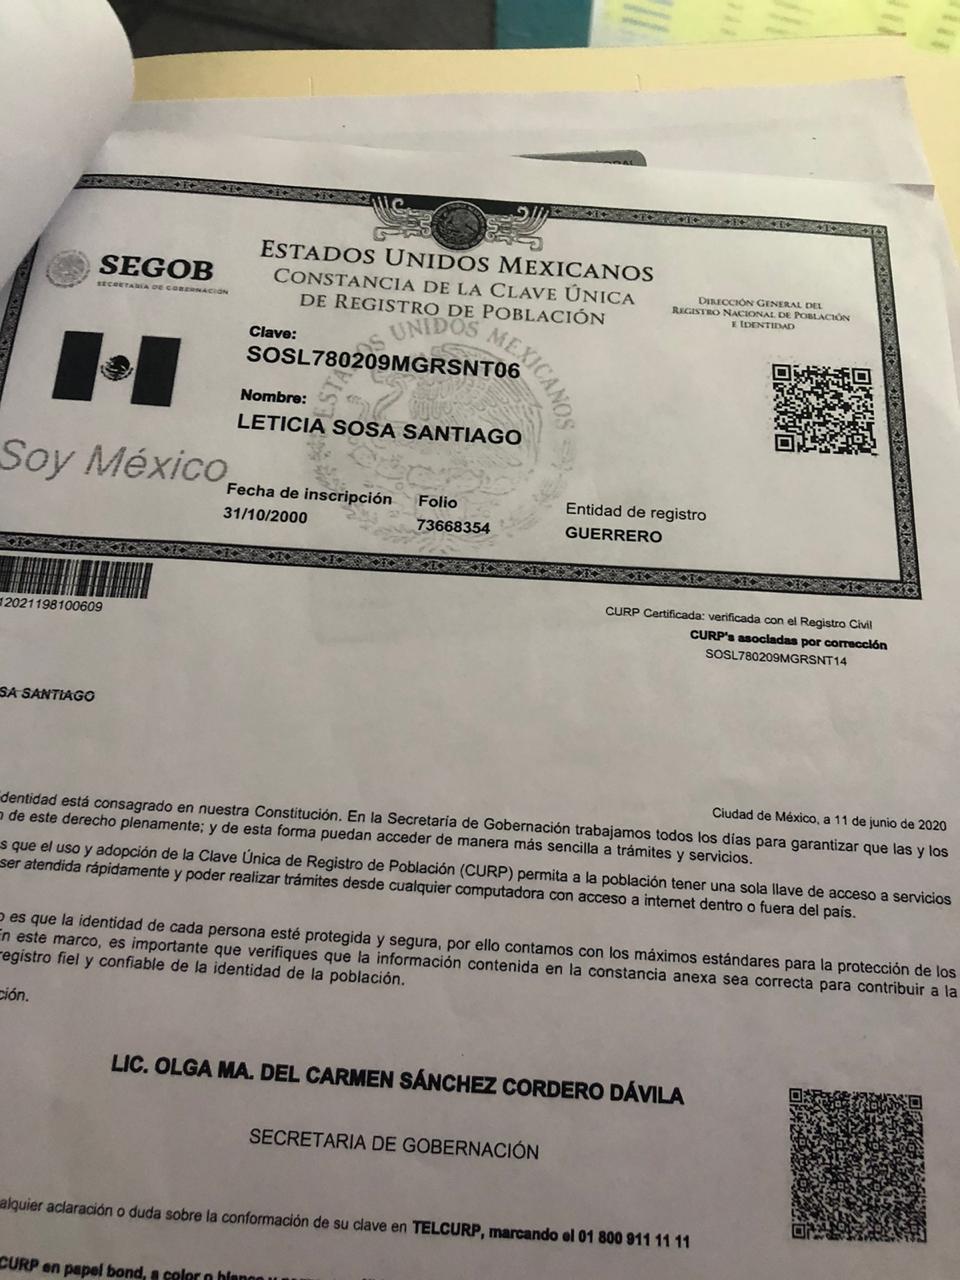 ESTADOS UNIDOS MEXICANOS
CONSTANCIA DE LA CLAVE ÚNICA
DE REGISTRO DE POBLACIÓN
SEGOB
SECRETARÍA DE GOBERNACIÓN
DIRECCIÓN GENERAL DEL
REGISTRO NACIONAL DE POBLACIÓN
E IDENTIDAD
ESTADOS UNIDOS MEXICANOS
Clave:
SOSL780209MGRSNT06
Nombre:
LETICIA SOSA SANTIAGO
Soy México
Fecha de inscripción
31/10/2000
Folio
73668354
Entidad de registro
GUERRERO
12021198100609
CURP Certificada: verificada con el Registro Civil
CURP's asociadas por corrección
SOSL780209MGRSNT14
SA SANTIAGO
Ciudad de México, a 11 de junio de 2020
identidad está consagrado en nuestra Constitución. En la Secretaría de Gobernación trabajamos todos los días para garantizar que las y los
n de este derecho plenamente; y de esta forma puedan acceder de manera más sencilla a trámites y servicios.
s que el uso y adopción de la Clave Única de Registro de Población (CURP) permita a la población tener una sola llave de acceso a servicios
ser atendida rápidamente y poder realizar trámites desde cualquier computadora con acceso a internet dentro o fuera del país.
o es que la identidad de cada persona esté protegida y segura, por ello contamos con los máximos estándares para la protección de los
En este marco, es importante que verifiques que la información contenida en la constancia anexa sea correcta para contribuir a la
registro fiel y confiable de la identidad de la población.
ción.
LIC. OLGA MA. DEL CARMEN SÁNCHEZ CORDERO DÁVILA
SECRETARIA DE GOBERNACIÓN
alquier aclaración o duda sobre la conformación de su clave en TELCURP, marcando el 01 800 911 11 11
CURP en papel bond, a color o blanco y